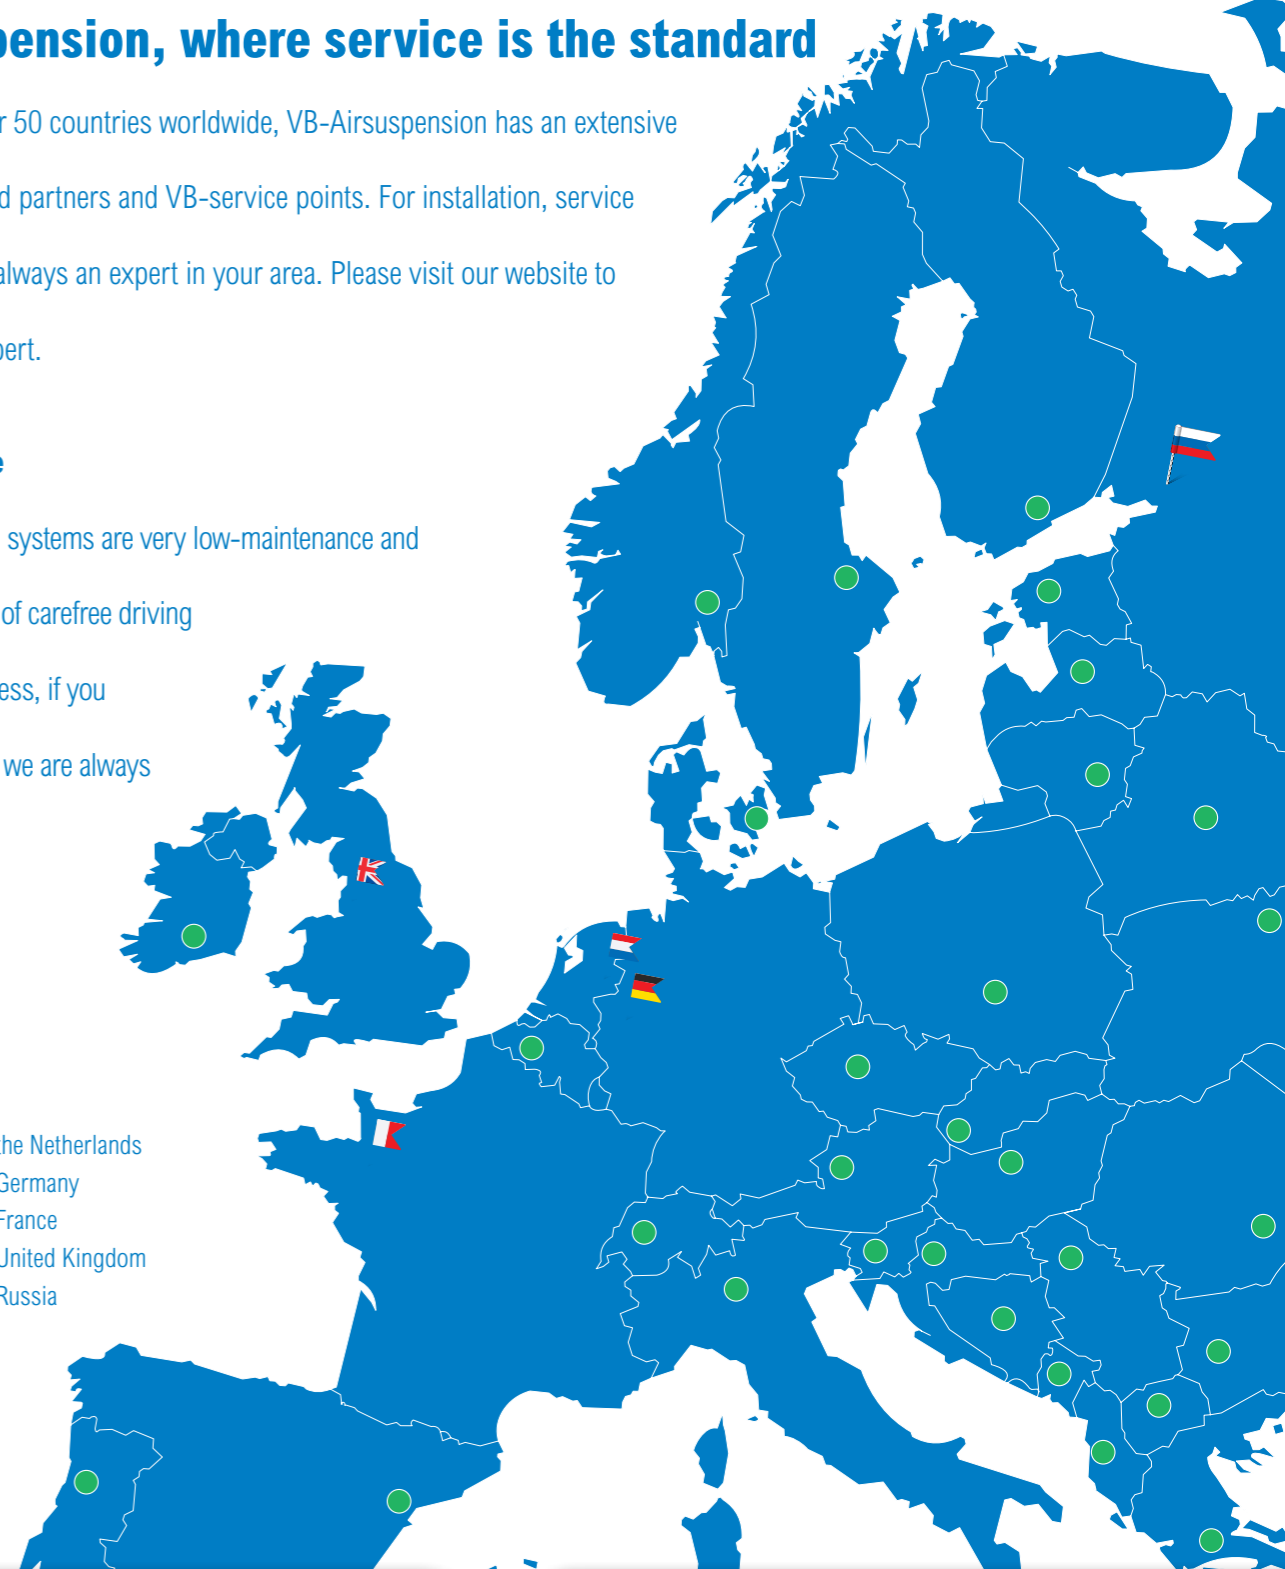 pension, where service is the standard
r 50 countries worldwide, VB-Airsuspension has an extensive
d partners and VB-service points. For installation, service
always an expert in your area. Please visit our website to
pert.
e
systems are very low-maintenance and
of carefree driving
ess, if you
we are always
the Netherlands
Germany
France
United Kingdom
Russia